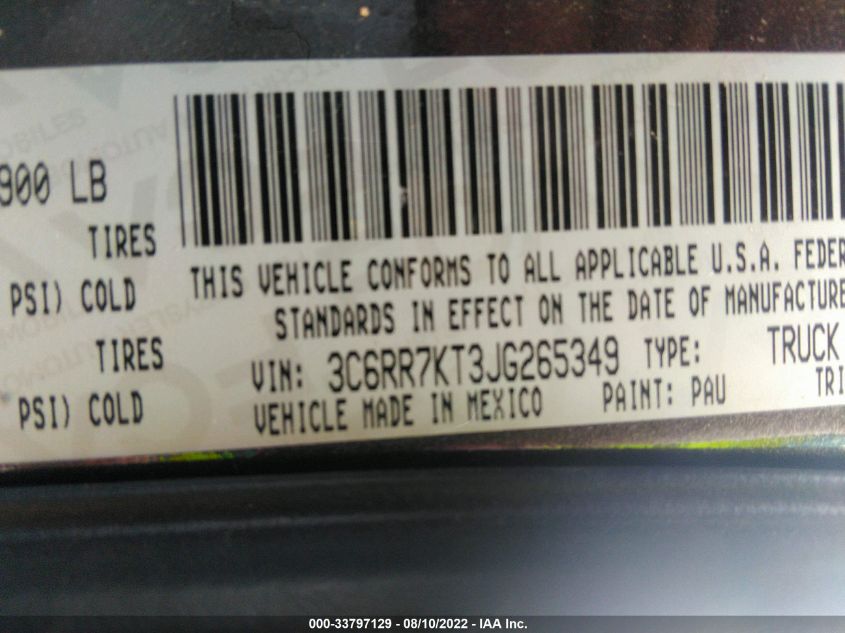 900 LB
TIRES
THIS VEHICLE CONFORMS TO ALL APPLICABLE U.S.A. FEDER
PSI) COLD
STANDARDS IN EFFECT ON THE DATE OF MANUFACTURE
TIRES
VIN: 3C6RR7KT3JG265349 TYPE: TRUCK
PSI) COLD
VEHICLE MADE IN MEXICO PAINT: PAU TRI
000-33797129 - 08/10/2022 - IAA Inc.